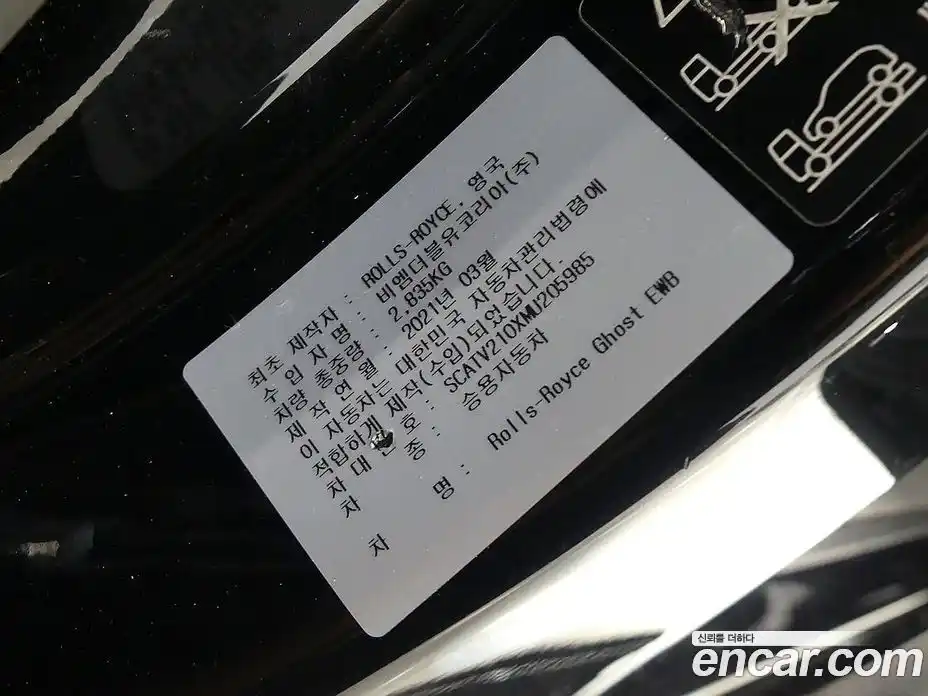 최초 제작자 : ROLLS-ROYCE, 영국
수입 자 명 : 비엠더블유코리아(주)
차량 총중량 : 2,835KG
제 작 연 월 : 2021년 03월
이 자동차는 대한민국 자동차관리법령에
적합하게 제작(수입)되었습니다.
차 대 번 호 : SCATV210XMU205985
차 종 : 승용자동차
차 명 : Rolls-Royce Ghost EWB
신뢰를 더하다
encar.com